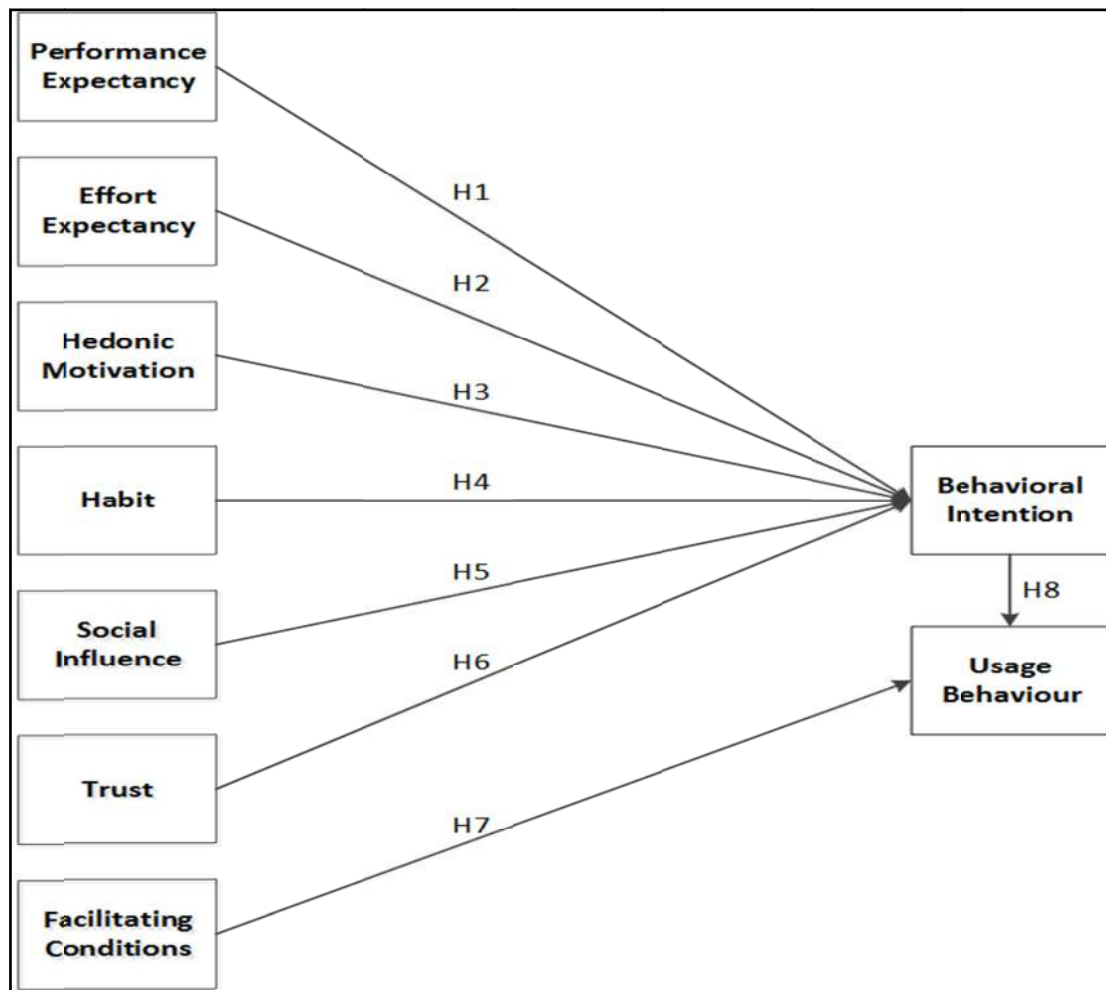 Performance
Expectancy
H1
Effort
Expectancy
H2
Hedonic
Motivation
H3
Habit
H4
Behavioral
Intention
H5
H8
Social
Influence
H6
Usage
Behaviour
Trust
H7
Facilitating
Conditions